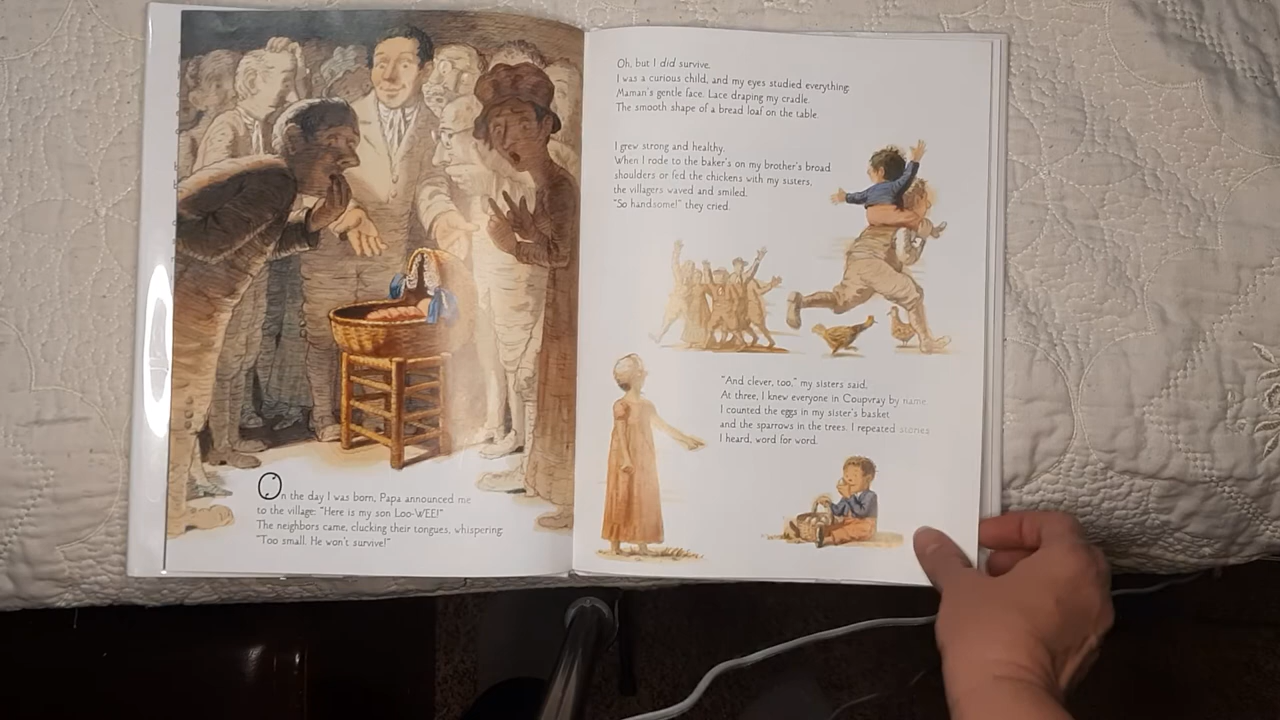 On the day I was born, Papa announced me
to the village: "Here is my son Loo-WEE!"
The neighbors came, clucking their tongues, whispering:
"Too small. He won't survive!"
Oh, but I did survive.
I was a curious child, and my eyes studied everything:
Maman's gentle face. Lace draping my cradle.
The smooth shape of a bread loaf on the table.
I grew strong and healthy.
When I rode to the baker's on my brother's broad
shoulders or fed the chickens with my sisters,
the villagers waved and smiled.
"So handsome!" they cried.
"And clever, too," my sisters said.
At three, I knew everyone in Coupvray by name.
I counted the eggs in my sister's basket
and the sparrows in the trees. I repeated stories
I heard, word for word.